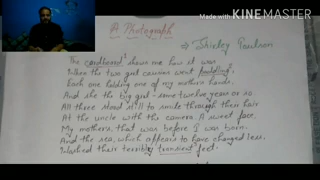 Made with KINEMASTER
A Photograph
→ Shirley Toulson
The cardboard shows me how it was
When the two girl cousins went paddling
Each one holding one of my mother's hands.
And she the big girl - some twelve years or so.
All three stood still to smile through their hair
At the uncle with the camera. A sweet face.
My mother's, that was before I was born.
And the sea, which appears to have changed less.
Washed their terribly transient feet.